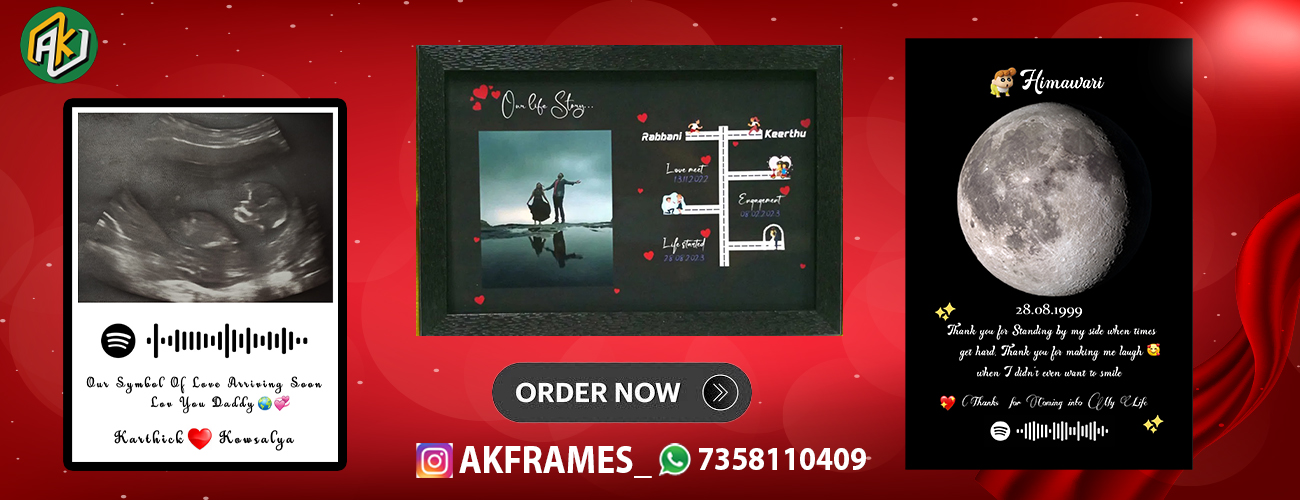 AK
Our Symbol Of Love Arriving Soon
Lov You Daddy🌍💞
Karthick ❤️ Kowsalya
Our life Story...
Rabbani
Keerthu
Love meet
13.11.2022
Engagement
08.02.2023
Life started
28.08.2023
ORDER NOW
AKFRAMES_
7358110409
Himawari
28.08.1999
Thank you for Standing by my side when times
get hard. Thank you for making me laugh 🥰
when I didn't even want to smile
Thanks for Coming into My Life